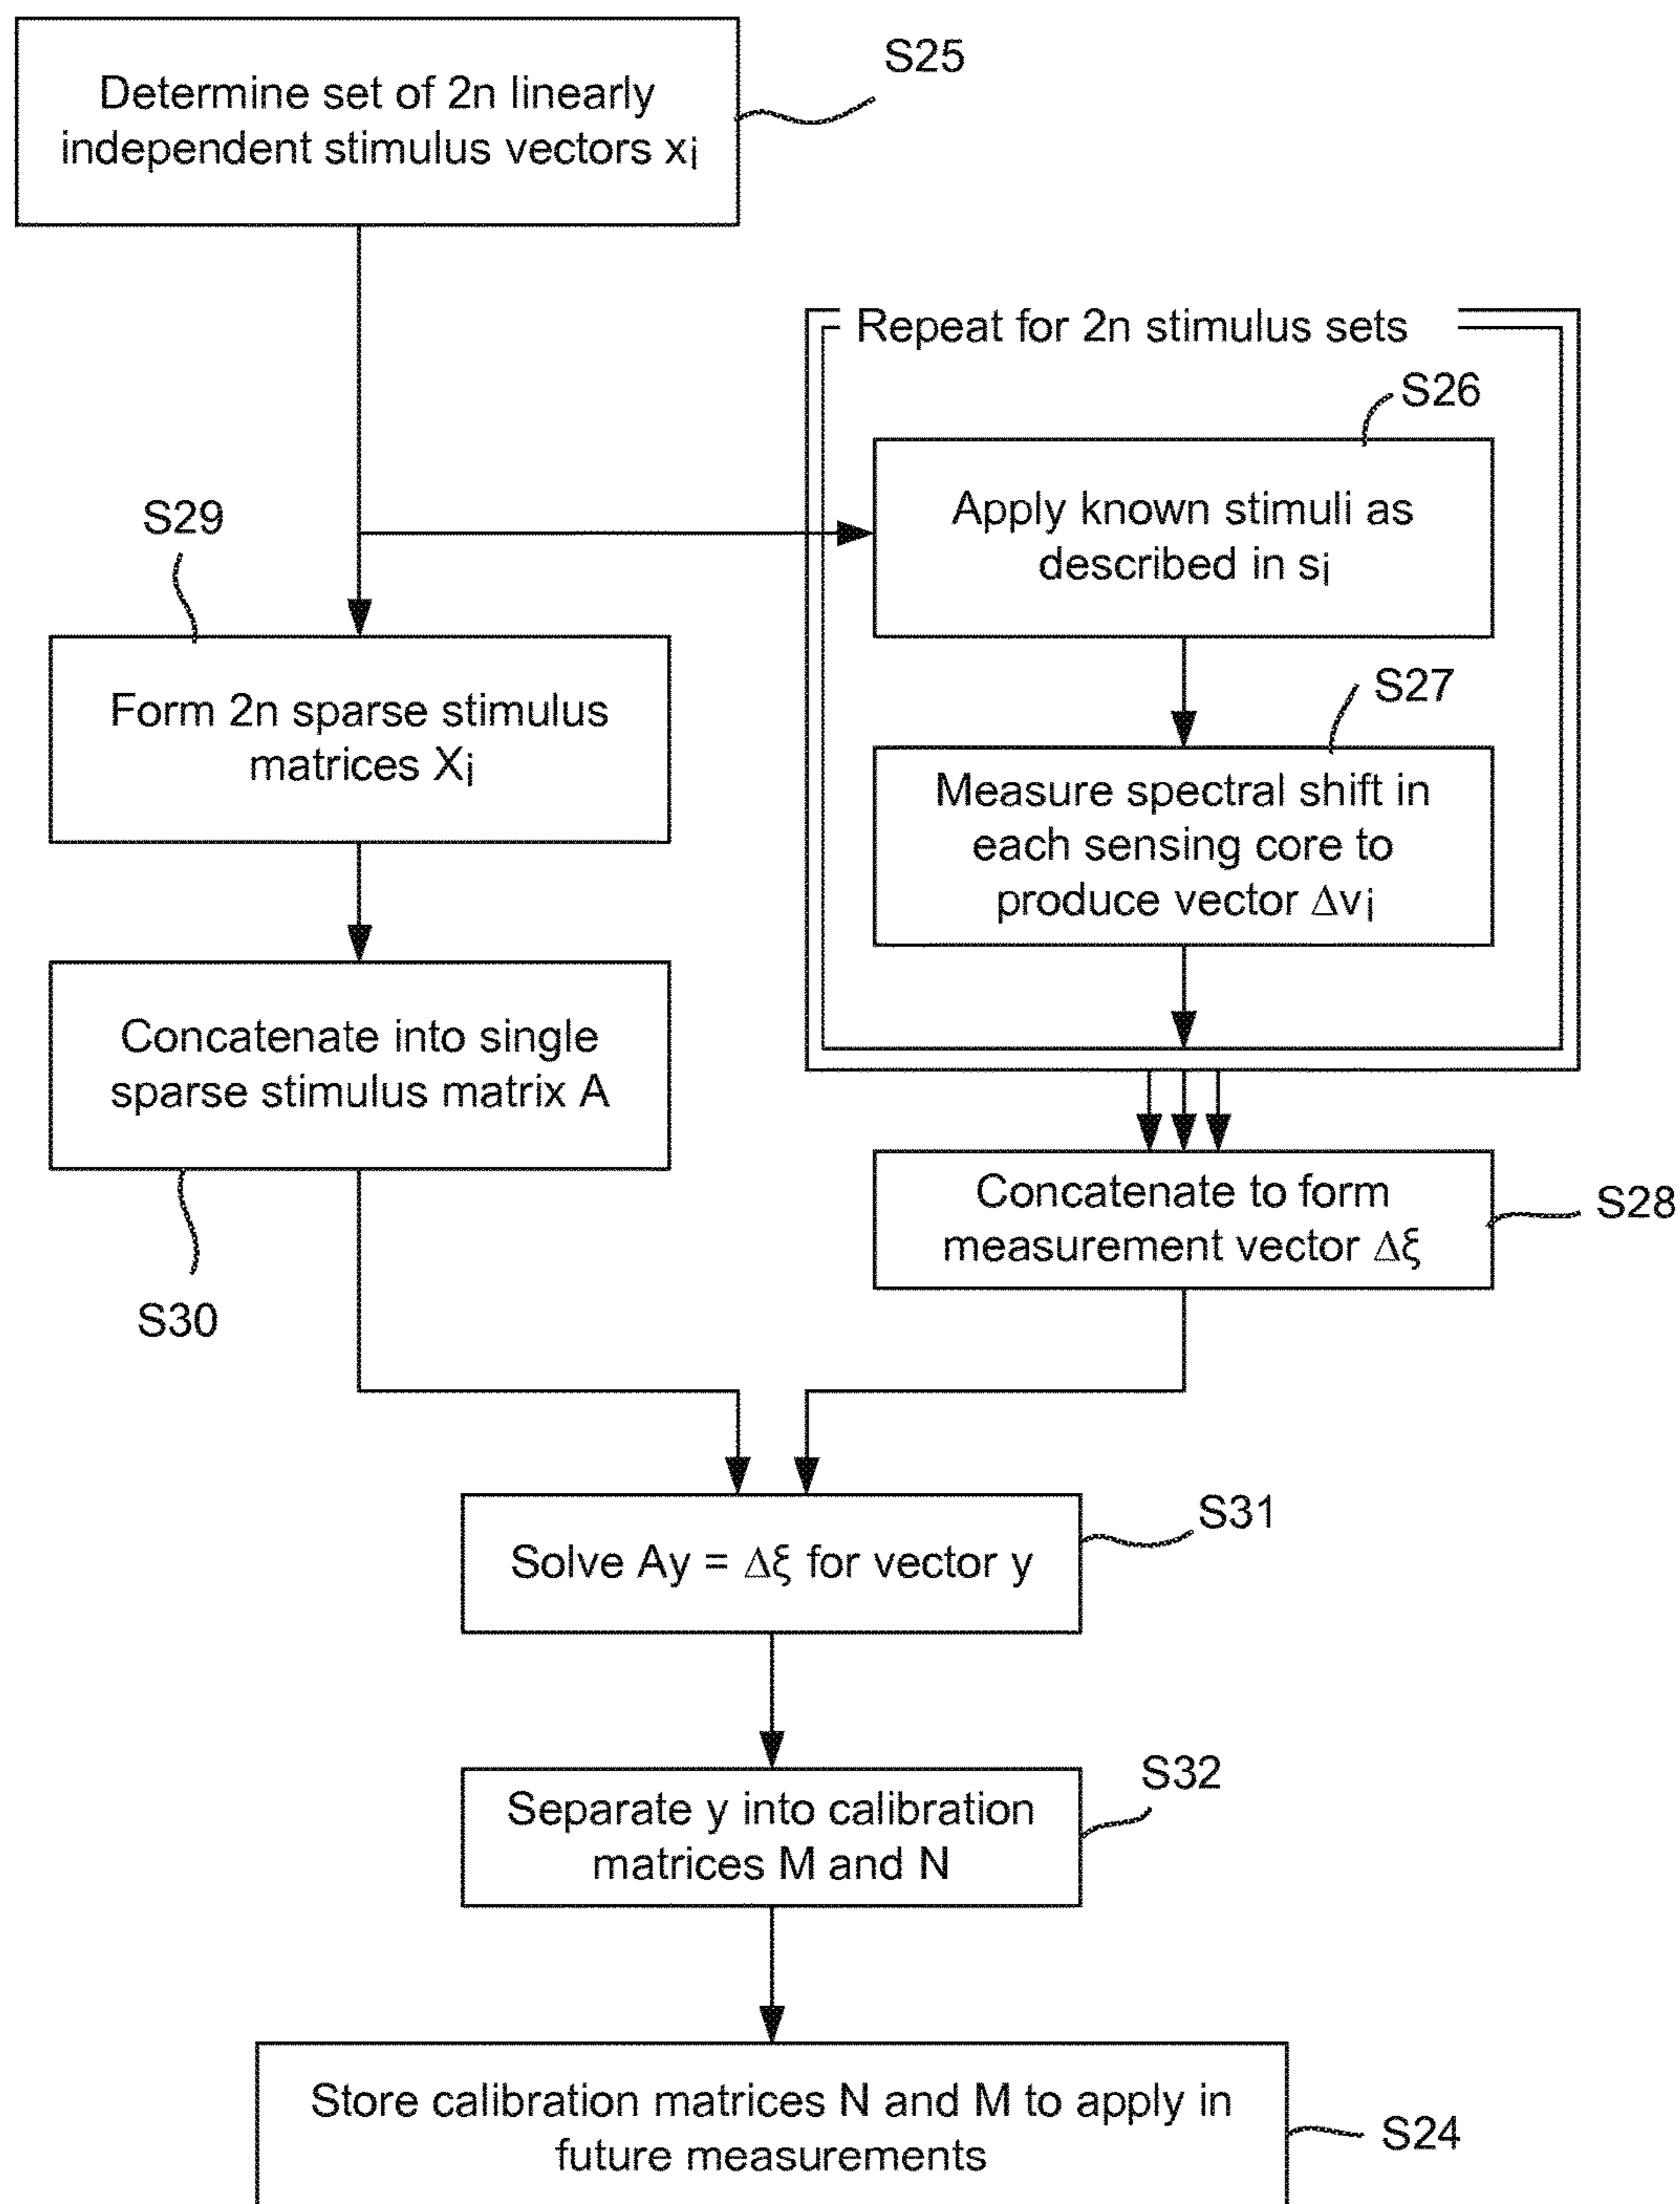 S25
Determine set of 2n linearly
independent stimulus vectors xi
Repeat for 2n stimulus sets
S26
Apply known stimuli as
described in si
S29
Form 2n sparse stimulus
matrices Xi
S27
Measure spectral shift in
each sensing core to
produce vector Δvi
Concatenate into single
sparse stimulus matrix A
S30
Concatenate to form
measurement vector Δξ
S28
Solve Ay = Δξ for vector y
S31
Separate y into calibration
matrices M and N
S32
Store calibration matrices N and M to apply in
future measurements
S24